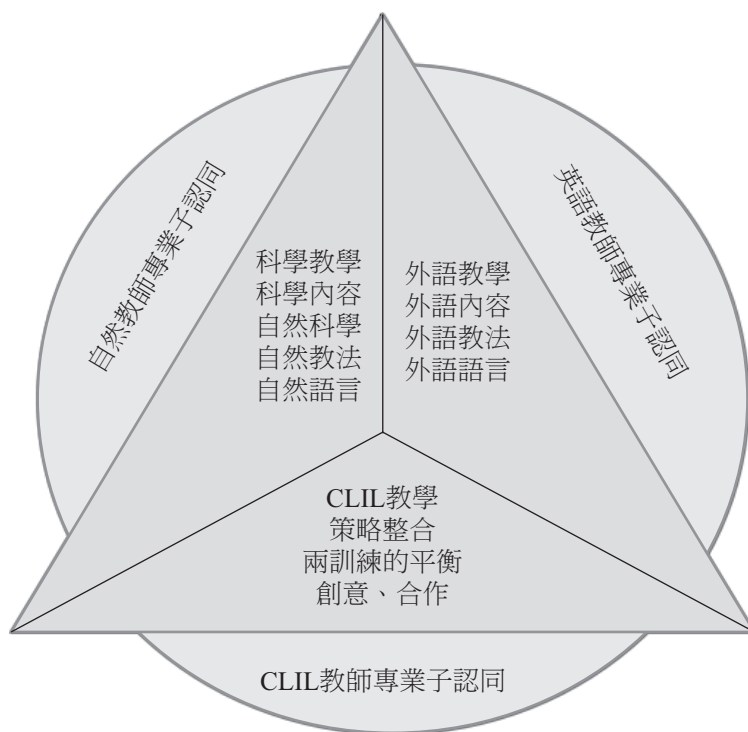 自然教師專業子認同
英語教師專業子認同
科學教學
科學內容
自然科學
自然教法
自然語言
外語教學
外語內容
外語教法
外語語言
CLIL教學
策略整合
兩訓練的平衡
創意、合作
CLIL教師專業子認同